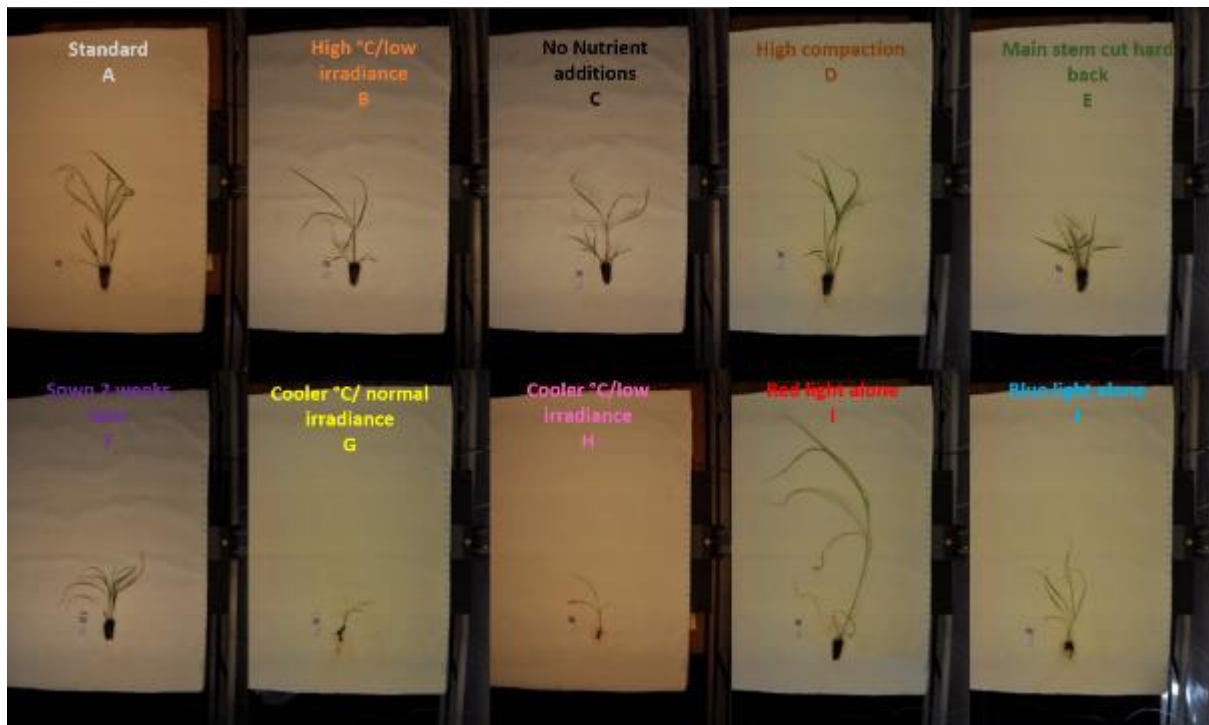 Standard
A
High °C/low
irradiance
B
No Nutrient
additions
C
High compaction
D
Main stem cut hard
back
E
Sown 2 weeks
later
F
Cooler °C/ normal
irradiance
G
Cooler °C/low
irradiance
H
Red light alone
I
Blue light alone
J